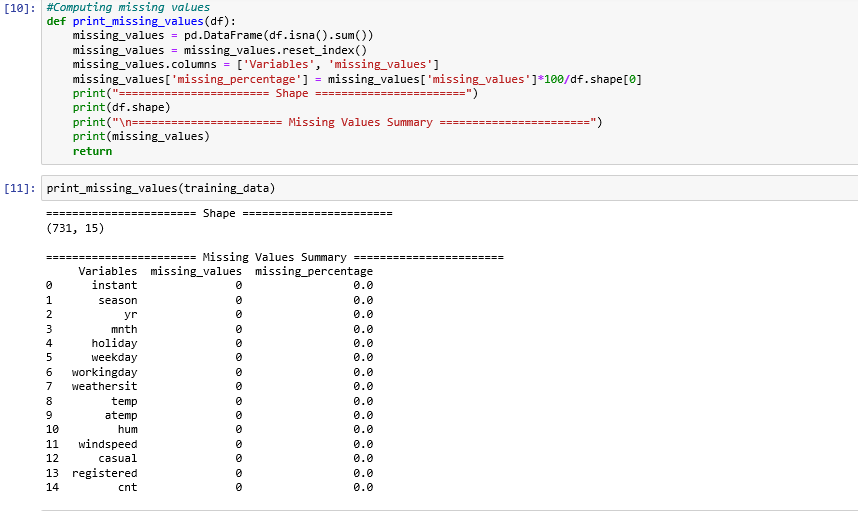 [10]: #Computing missing values
def print_missing_values(df):
    missing_values = pd.DataFrame(df.isna().sum())
    missing_values = missing_values.reset_index()
    missing_values.columns = ['Variables', 'missing_values']
    missing_values['missing_percentage'] = missing_values['missing_values']*100/df.shape[0]
    print("======================= Shape =======================")
    print(df.shape)
    print("\n======================= Missing Values Summary =======================")
    print(missing_values)
    return
[11]: print_missing_values(training_data)
======================= Shape =======================
(731, 15)
======================= Missing Values Summary =======================
     Variables  missing_values  missing_percentage
0      instant               0                 0.0
1       season               0                 0.0
2           yr               0                 0.0
3         mnth               0                 0.0
4      holiday               0                 0.0
5      weekday               0                 0.0
6   workingday               0                 0.0
7   weathersit               0                 0.0
8         temp               0                 0.0
9        atemp               0                 0.0
10         hum               0                 0.0
11   windspeed               0                 0.0
12      casual               0                 0.0
13  registered               0                 0.0
14         cnt               0                 0.0